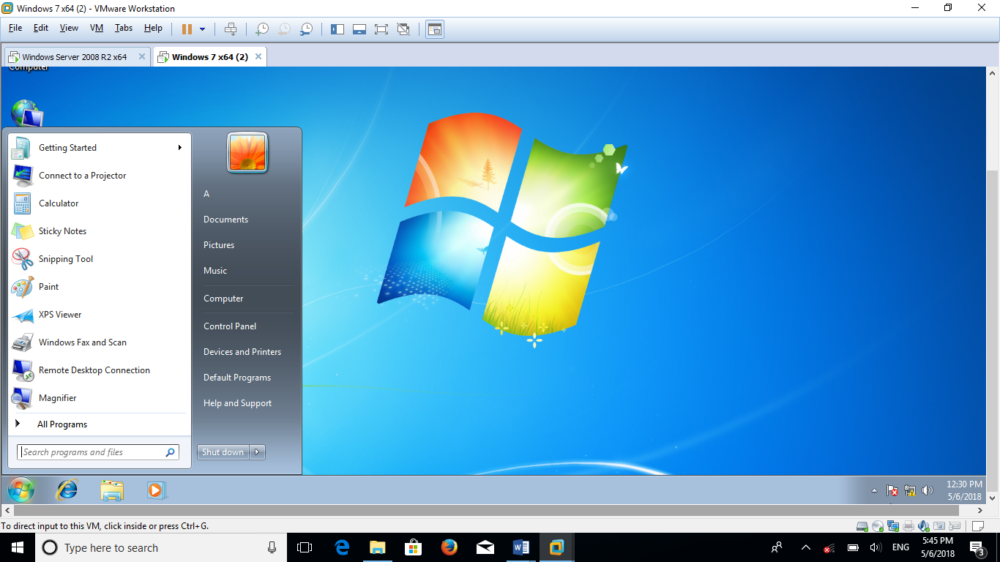 Windows 7 x64 (2) - VMware Workstation
File Edit View VM Tabs Help
Windows Server 2008 R2 x64
Windows 7 x64 (2)
Computer
Getting Started
Connect to a Projector
Calculator
Sticky Notes
Snipping Tool
Paint
XPS Viewer
Windows Fax and Scan
Remote Desktop Connection
Magnifier
All Programs
Search programs and files
A
Documents
Pictures
Music
Computer
Control Panel
Devices and Printers
Default Programs
Help and Support
Shut down
12:30 PM
5/6/2018
To direct input to this VM, click inside or press Ctrl+G.
Type here to search
ENG
5:45 PM
5/6/2018
3